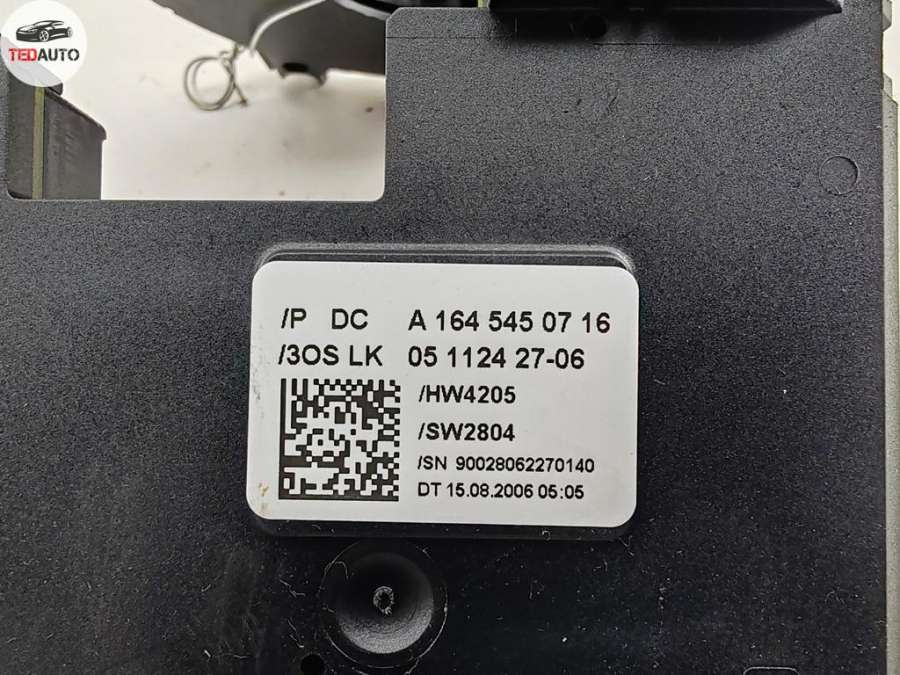 TEDAUTO
/P DC A 164 545 07 16
/3OS LK 05 1124 27-06
/HW4205
/SW2804
/SN 90028062270140
DT 15.08.2006 05:05